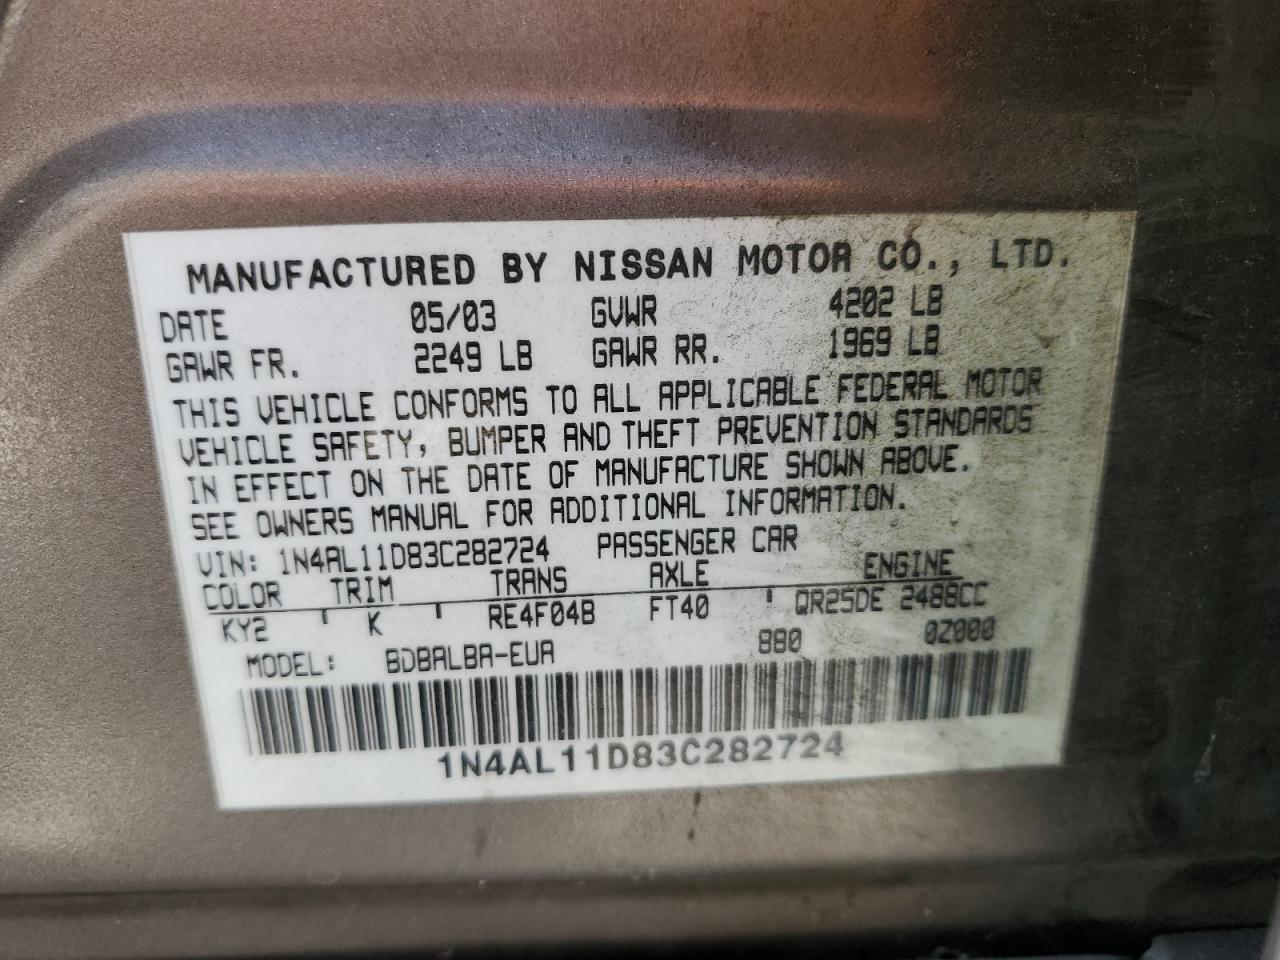 MANUFACTURED BY NISSAN MOTOR CO., LTD.
DATE 05/03 GVWR 4202 LB
GAWR FR. 2249 LB GAWR RR. 1969 LB
THIS VEHICLE CONFORMS TO ALL APPLICABLE FEDERAL MOTOR
VEHICLE SAFETY, BUMPER AND THEFT PREVENTION STANDARDS
IN EFFECT ON THE DATE OF MANUFACTURE SHOWN ABOVE.
SEE OWNERS MANUAL FOR ADDITIONAL INFORMATION.
VIN: 1N4AL11D83C282724 PASSENGER CAR
COLOR TRIM TRANS AXLE ENGINE
KY2 ' K ' RE4F04B FT40 ' QR25DE 2488CC
MODEL: BDBALBA-EUA 880 0Z000
1N4AL11D83C282724